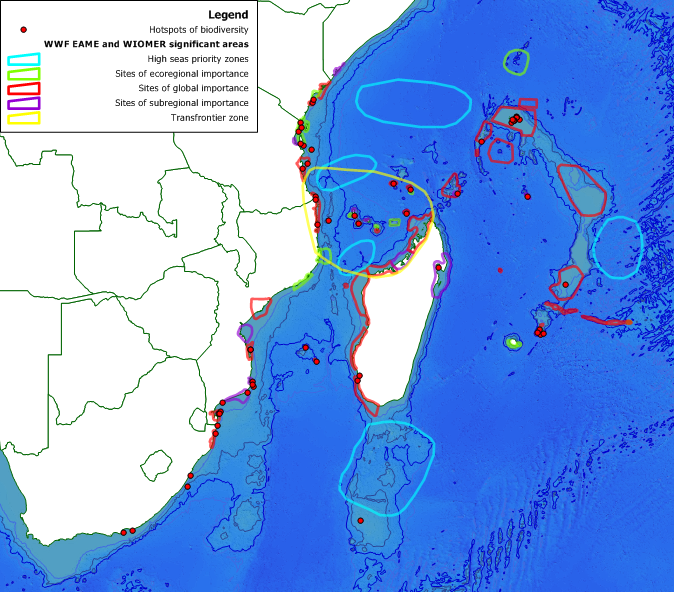 Legend
Hotspots of biodiversity
WWF EAME and WIOMER significant areas
High seas priority zones
Sites of ecoregional importance
Sites of global importance
Sites of subregional importance
Transfrontier zone